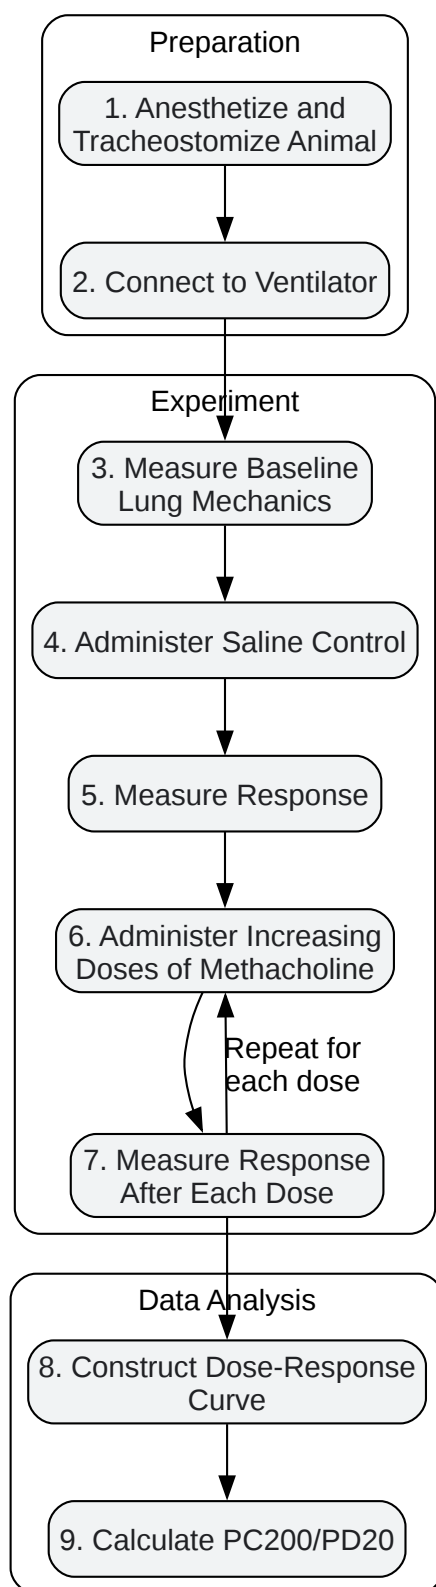 Preparation
1. Anesthetize and
Tracheostomize Animal
2. Connect to Ventilator
Experiment
3. Measure Baseline
Lung Mechanics
4. Administer Saline Control
5. Measure Response
6. Administer Increasing
Doses of Methacholine
Repeat for
each dose
7. Measure Response
After Each Dose
Data Analysis
8. Construct Dose-Response
Curve
9. Calculate PC200/PD20